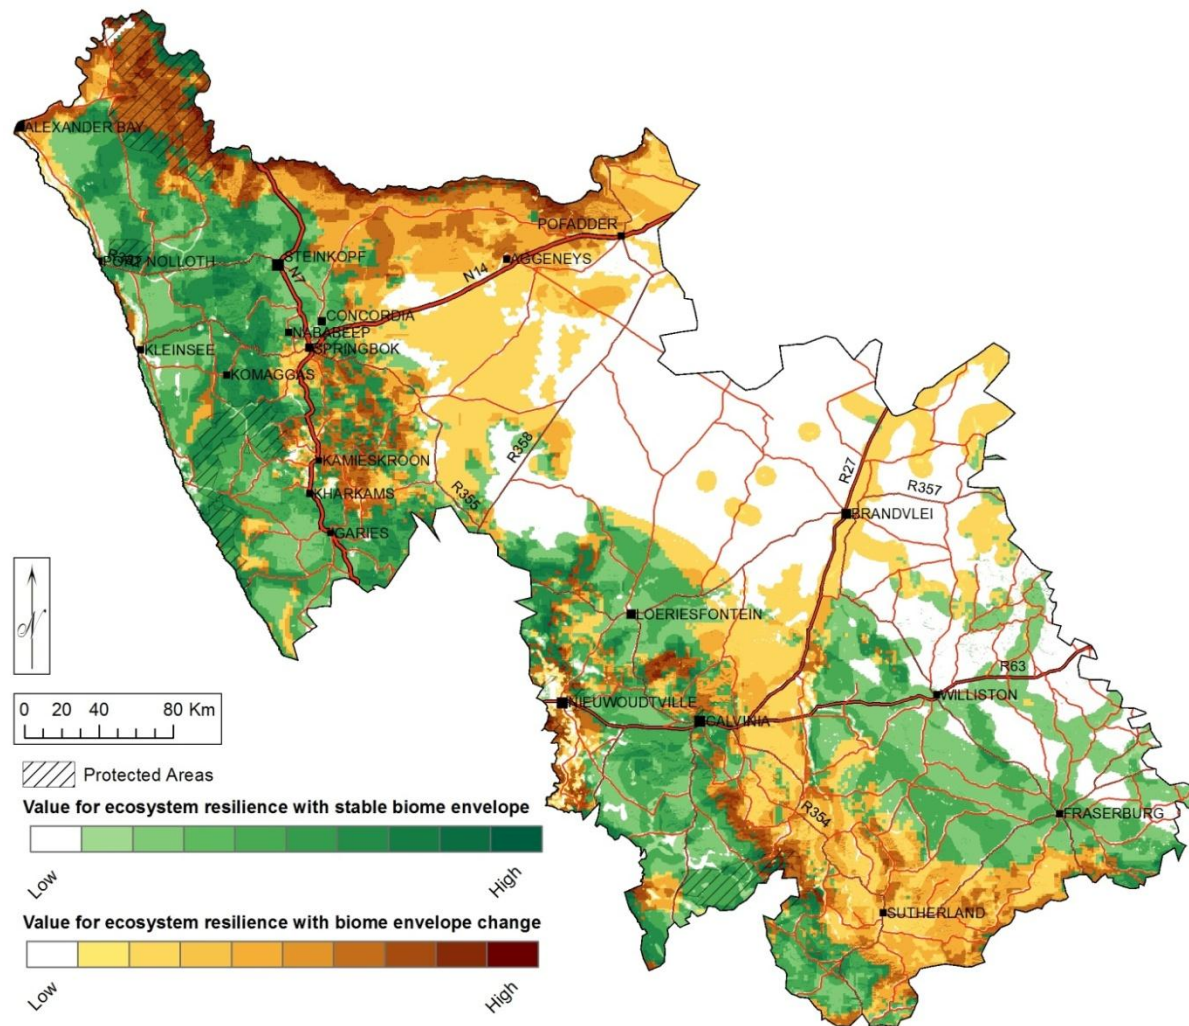 ALEXANDER BAY
POFADDER
STEINKOPF
PORT NOLLOTH
AGGENEYS
N7
N14
CONCORDIA
NABABEEP
SPRINGBOK
KLEINSEE
KOMAGGAS
R358
KAMIESKROON
R27
R355
R357
KHARKAMS
BRANDVLEI
GARIES
N
LOERIESFONTEIN
R63
0 20 40 80 Km
NIEUWOUDTVILLE
WILLISTON
CALVINIA
Protected Areas
Value for ecosystem resilience with stable biome envelope
R354
FRASERBURG
Low
High
Value for ecosystem resilience with biome envelope change
SUTHERLAND
Low
High